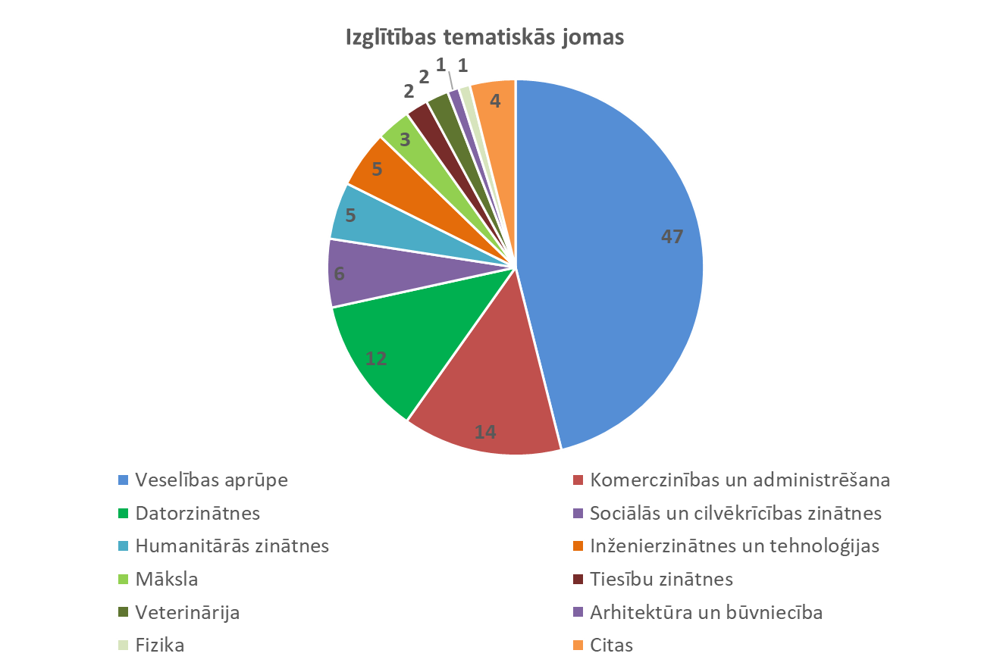 Izglītības tematiskās jomas
1
1
2
2
4
3
5
5
47
6
12
14
Veselības aprūpe
Komerczinības un administrēšana
Datorzinātnes
Sociālās un cilvēkrīcības zinātnes
Humanitārās zinātnes
Inženierzinātnes un tehnoloģijas
Māksla
Tiesību zinātnes
Veterinārija
Arhitektūra un būvniecība
Fizika
Citas